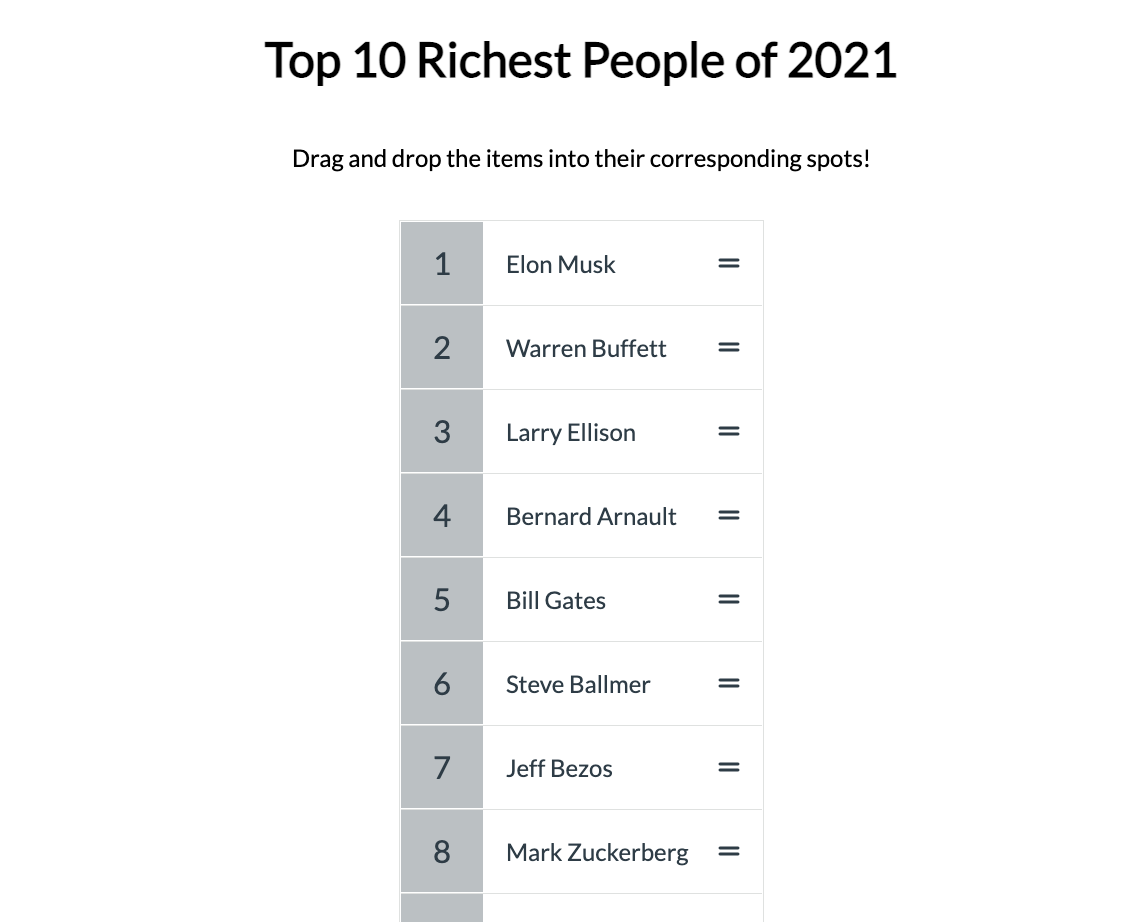 Top 10 Richest People of 2021
Drag and drop the items into their corresponding spots!
1 Elon Musk
2 Warren Buffett
3 Larry Ellison
4 Bernard Arnault
5 Bill Gates
6 Steve Ballmer
7 Jeff Bezos
8 Mark Zuckerberg